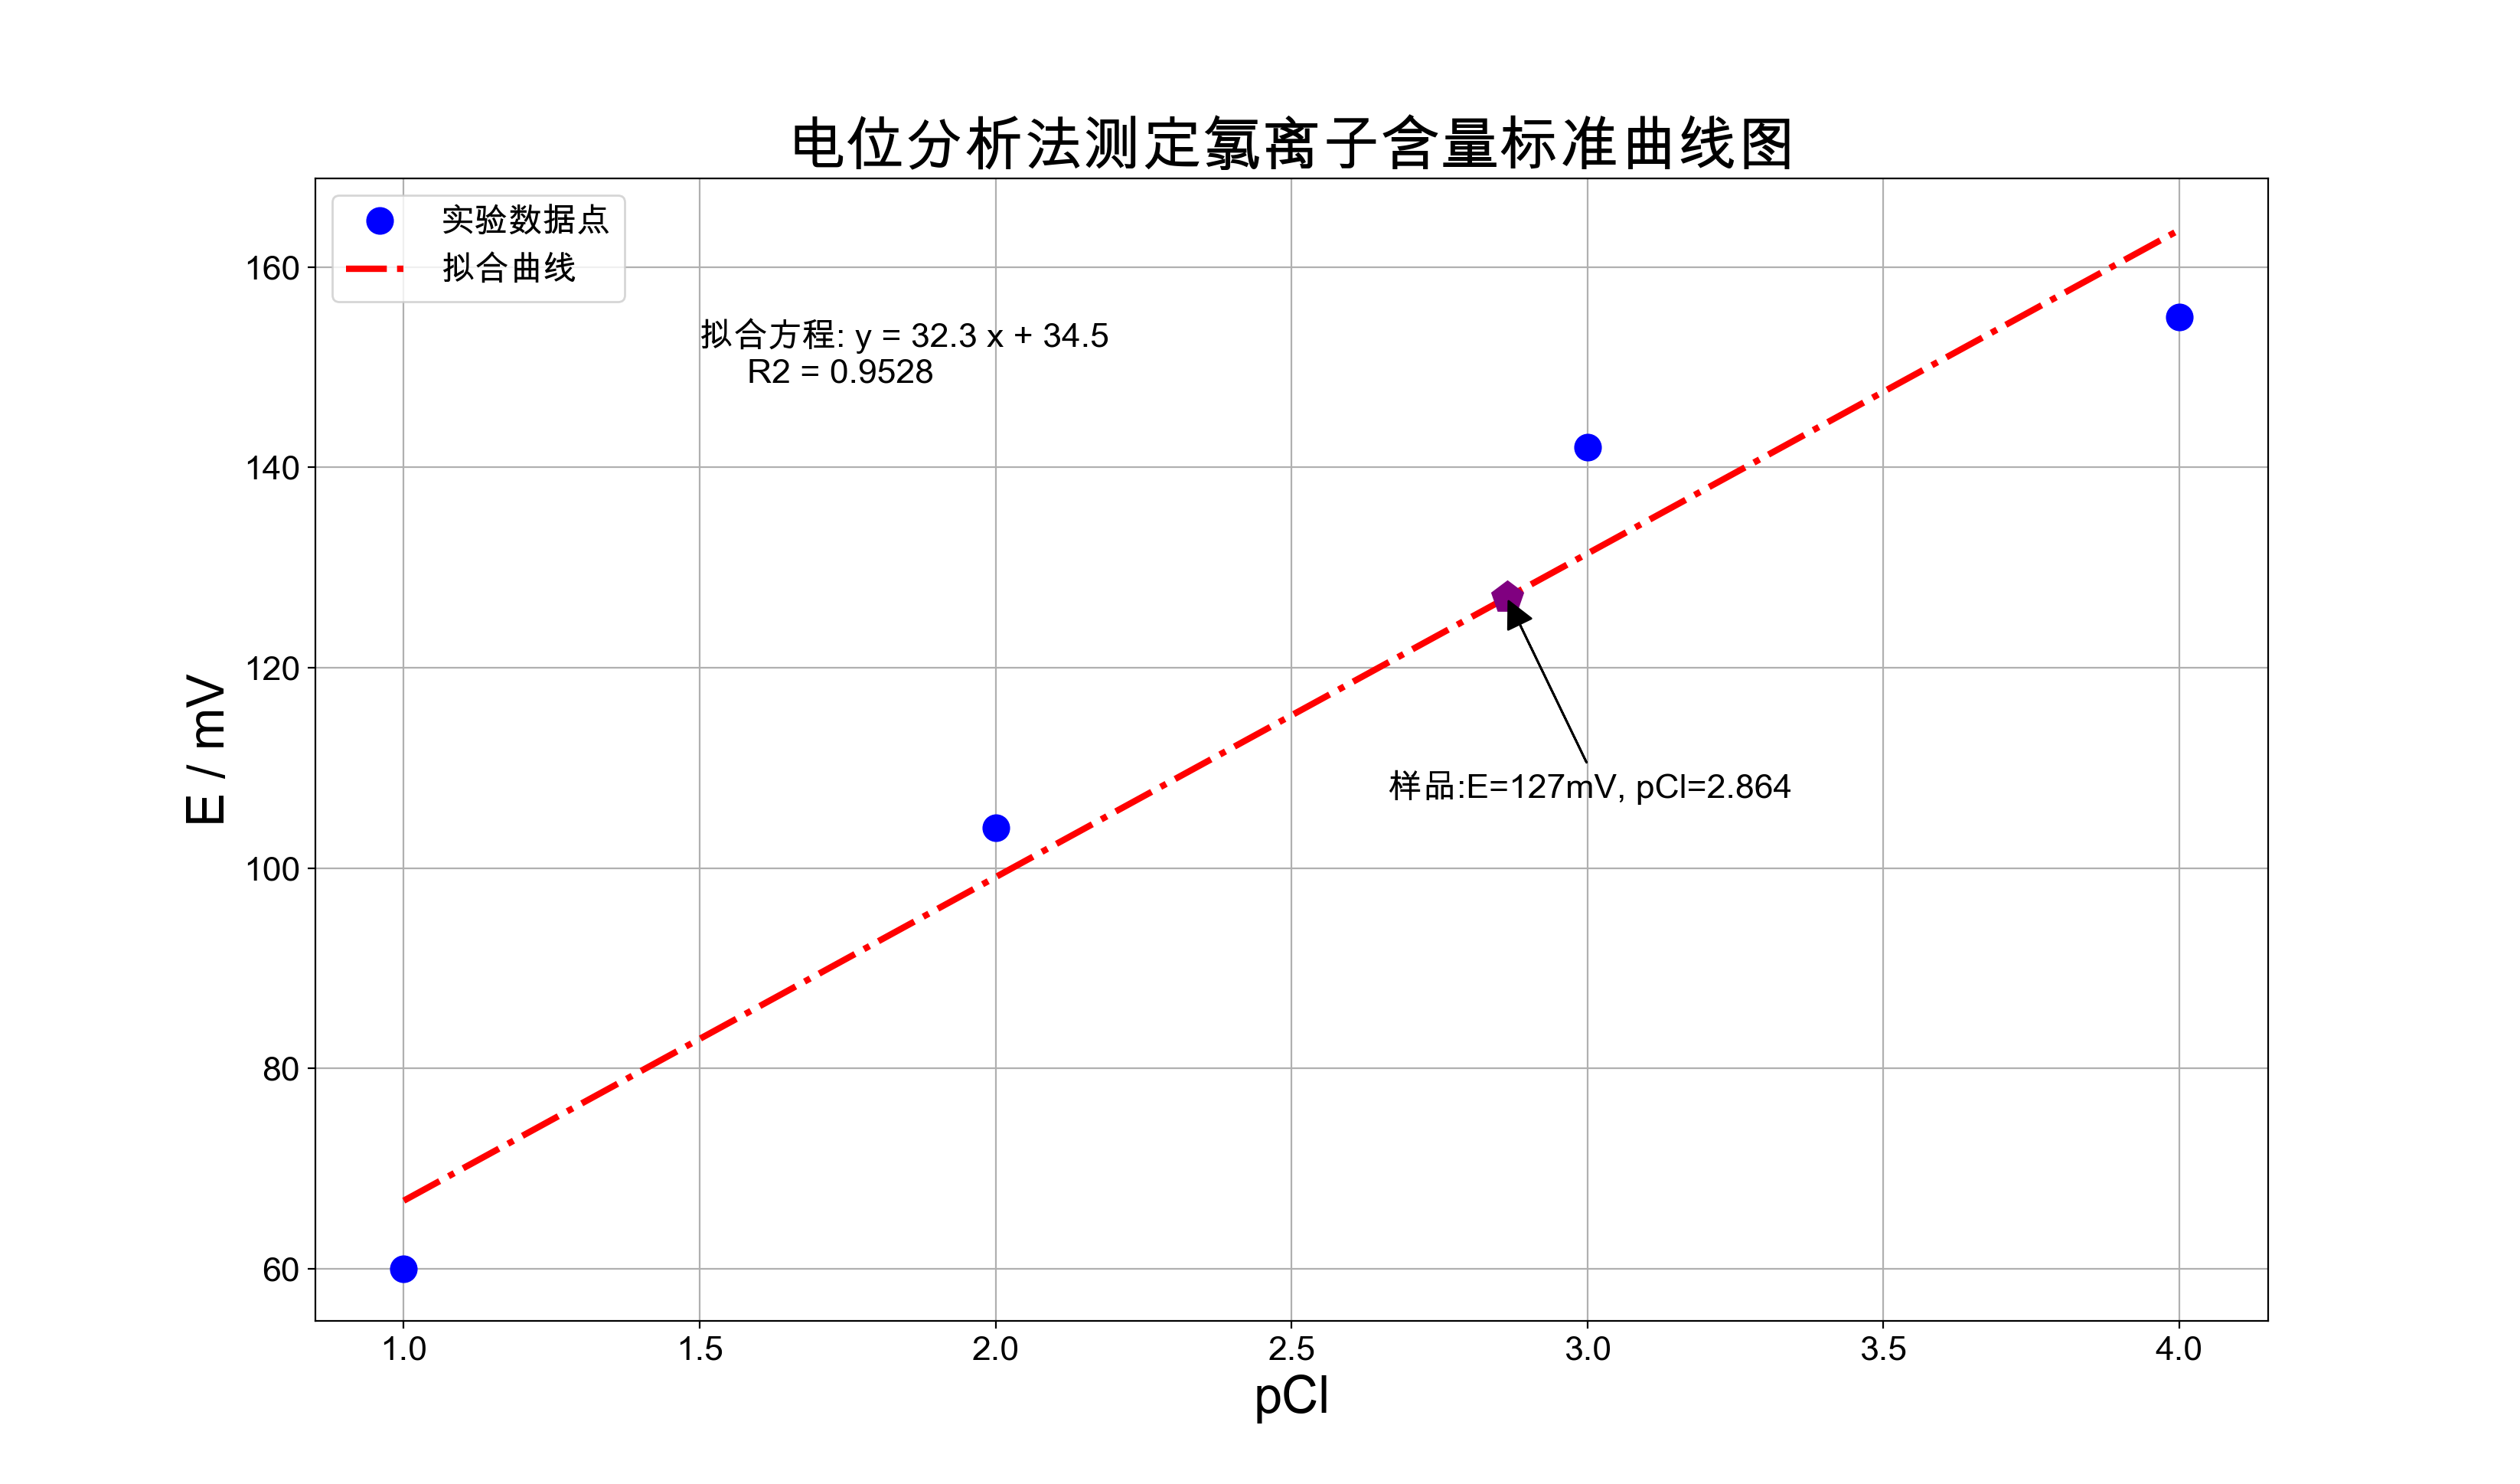 电位分析法测定氯离子含量标准曲线图
实验数据点
拟合曲线
拟合方程: y = 32.3 x + 34.5
R2 = 0.9528
样品:E=127mV, pCl=2.864
E / mV
160
140
120
100
80
60
1.0 1.5 2.0 2.5 3.0 3.5 4.0
pCl